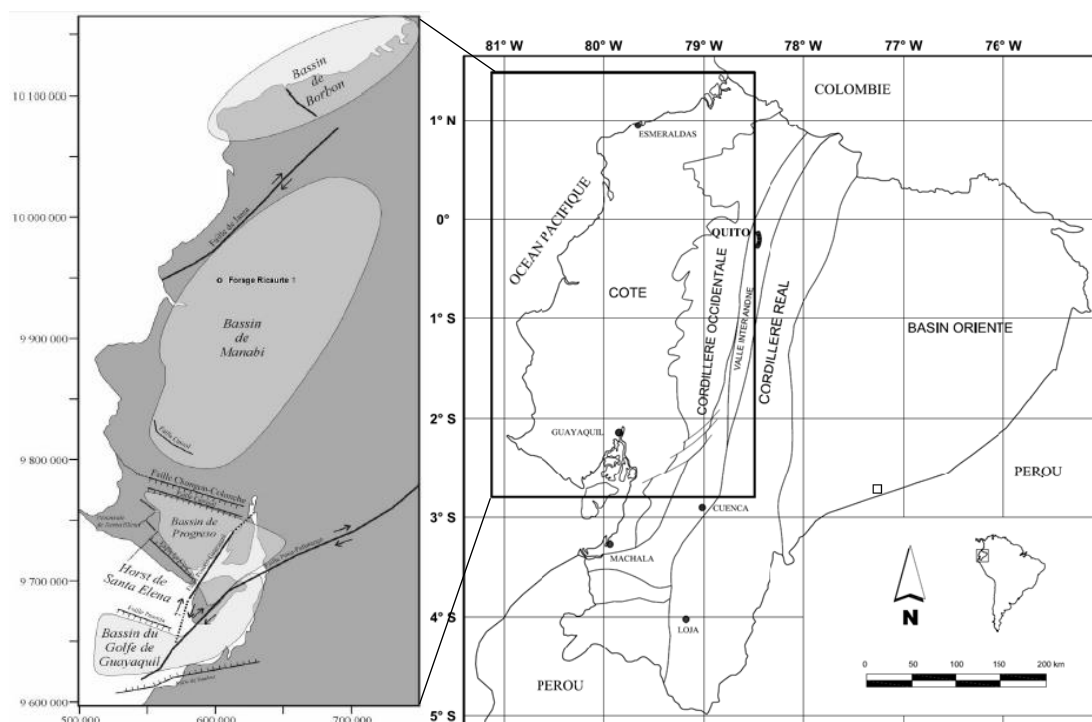 10 100 000
10 000 000
9 900 000
9 800 000
9 700 000
9 600 000
500 000
600 000
700 000
Bassin
de
Borbon
Faille de Jama
Forage Ricaurte 1
Bassin
de
Manabi
Bassin de
Progreso
Horst de
Santa Elena
Bassin du
Golfe de
Guayaquil
81° W
80° W
79° W
78° W
77° W
76° W
1° N
0°
1° S
2° S
3° S
4° S
5° S
COLOMBIE
ESMERALDAS
OCEAN PACIFIQUE
QUITO
COTE
CORDILLERE OCCIDENTALE
VALLE INTERANDINE
CORDILLERE REAL
BASIN ORIENTE
GUAYAQUIL
PEROU
CUENCA
MACHALA
LOJA
PEROU
N
0 50 100 150 200 km